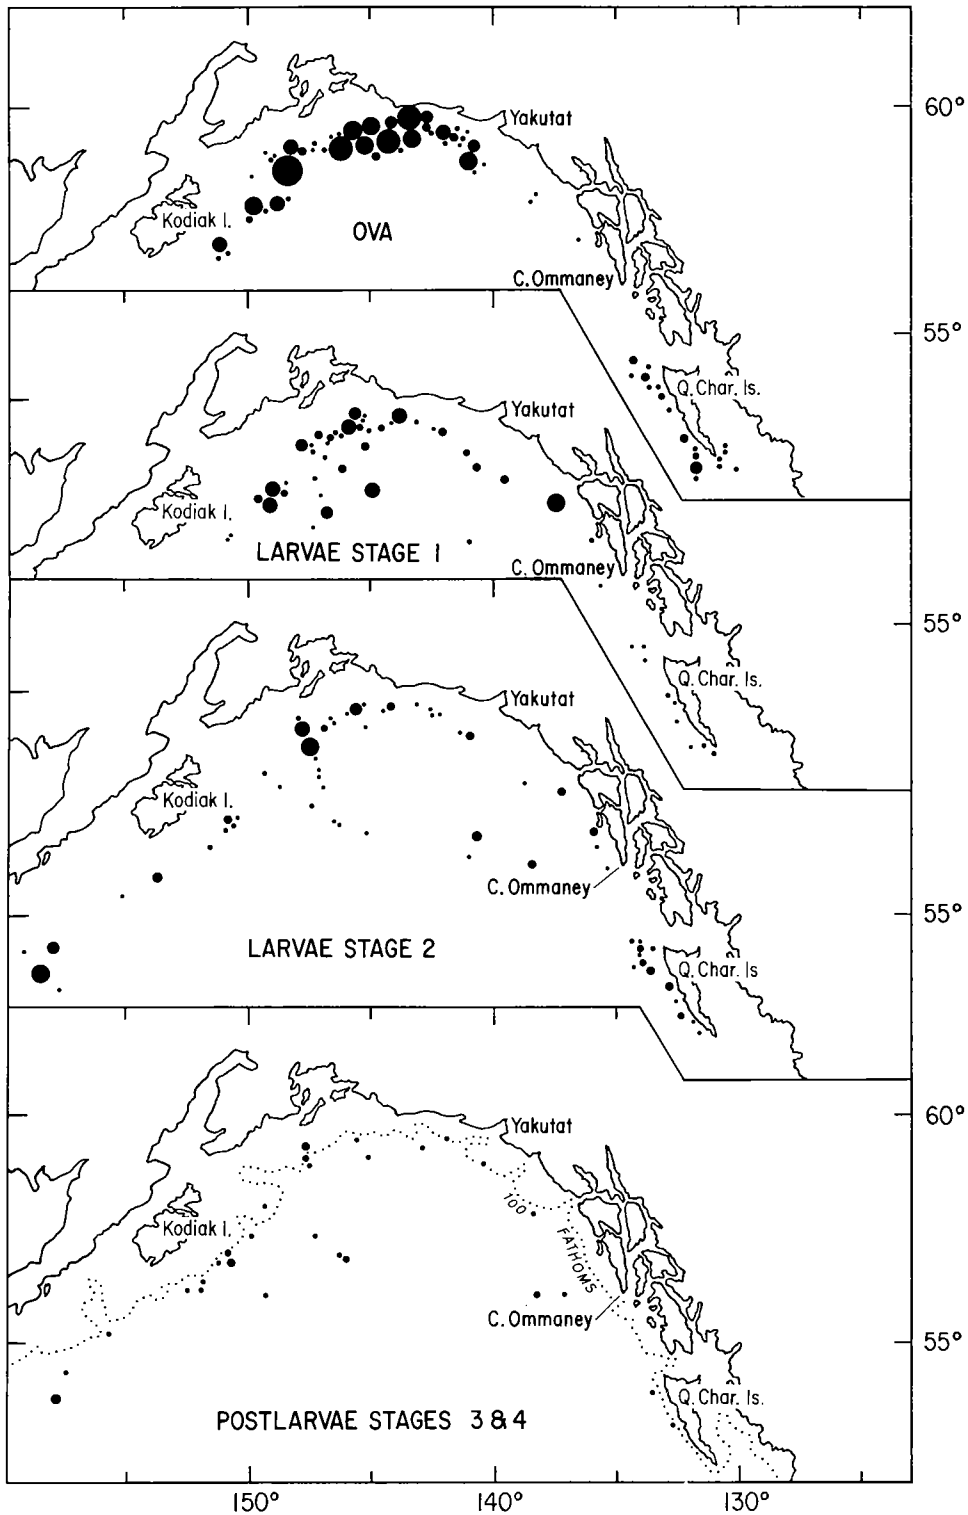 60°
Yakutat
Kodiak I.
OVA
C. Ommaney
55°
Q. Char. Is.
Yakutat
Kodiak I.
LARVAE STAGE 1
C. Ommaney
55°
Q. Char. Is.
Yakutat
Kodiak I.
C. Ommaney
55°
LARVAE STAGE 2
Q. Char. Is
60°
Yakutat
100
Kodiak I.
FATHOMS
C. Ommaney
55°
Q. Char. Is.
POSTLARVAE STAGES 3 & 4
150° 140° 130°